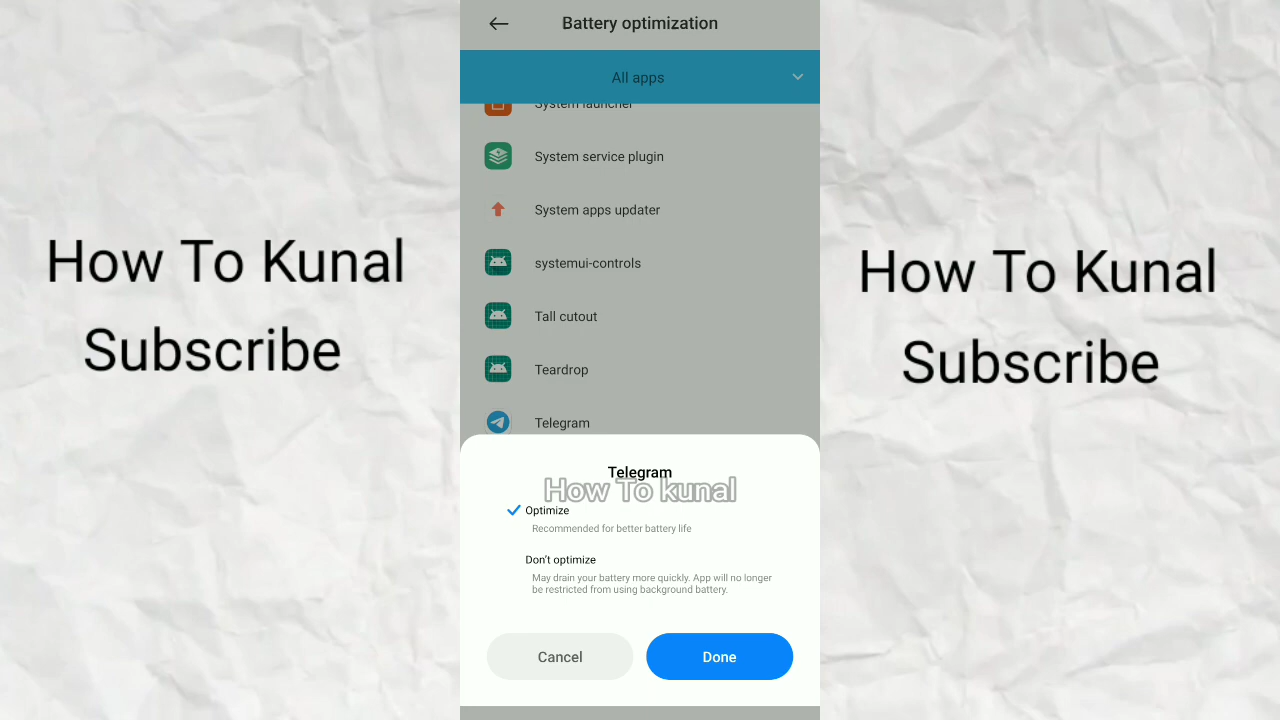 Battery optimization
All apps
System launcher
System service plugin
System apps updater
systemui-controls
Tall cutout
Teardrop
Telegram
How To Kunal
Subscribe
Telegram
How To kunal
Optimize
Recommended for better battery life
Don't optimize
May drain your battery more quickly. App will no longer
be restricted from using background battery.
Cancel
Done
How To Kunal
Subscribe